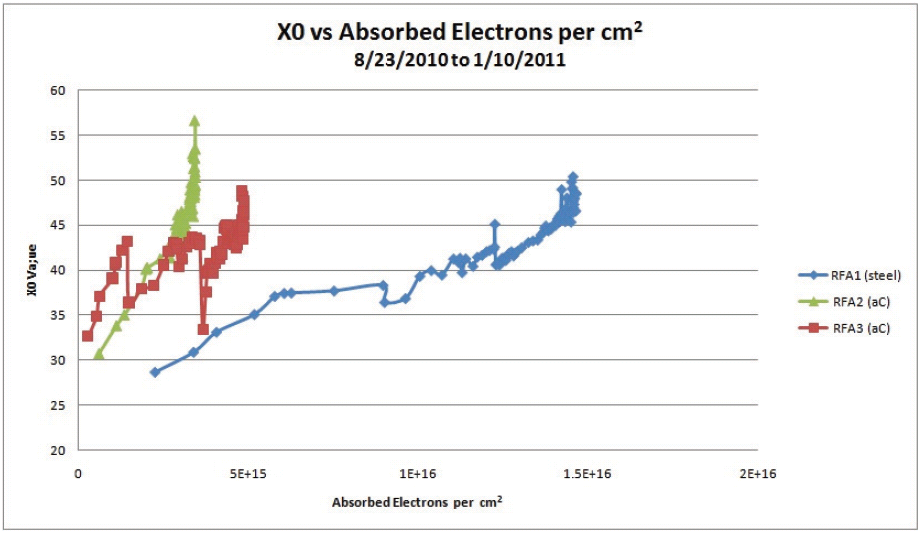 X0 vs Absorbed Electrons per cm²
8/23/2010 to 1/10/2011
60
55
50
45
40
35
30
25
20
X0 Va;ue
0
5E+15
1E+16
1.5E+16
2E+16
Absorbed Electrons per cm²
RFA1 (steel)
RFA2 (aC)
RFA3 (aC)